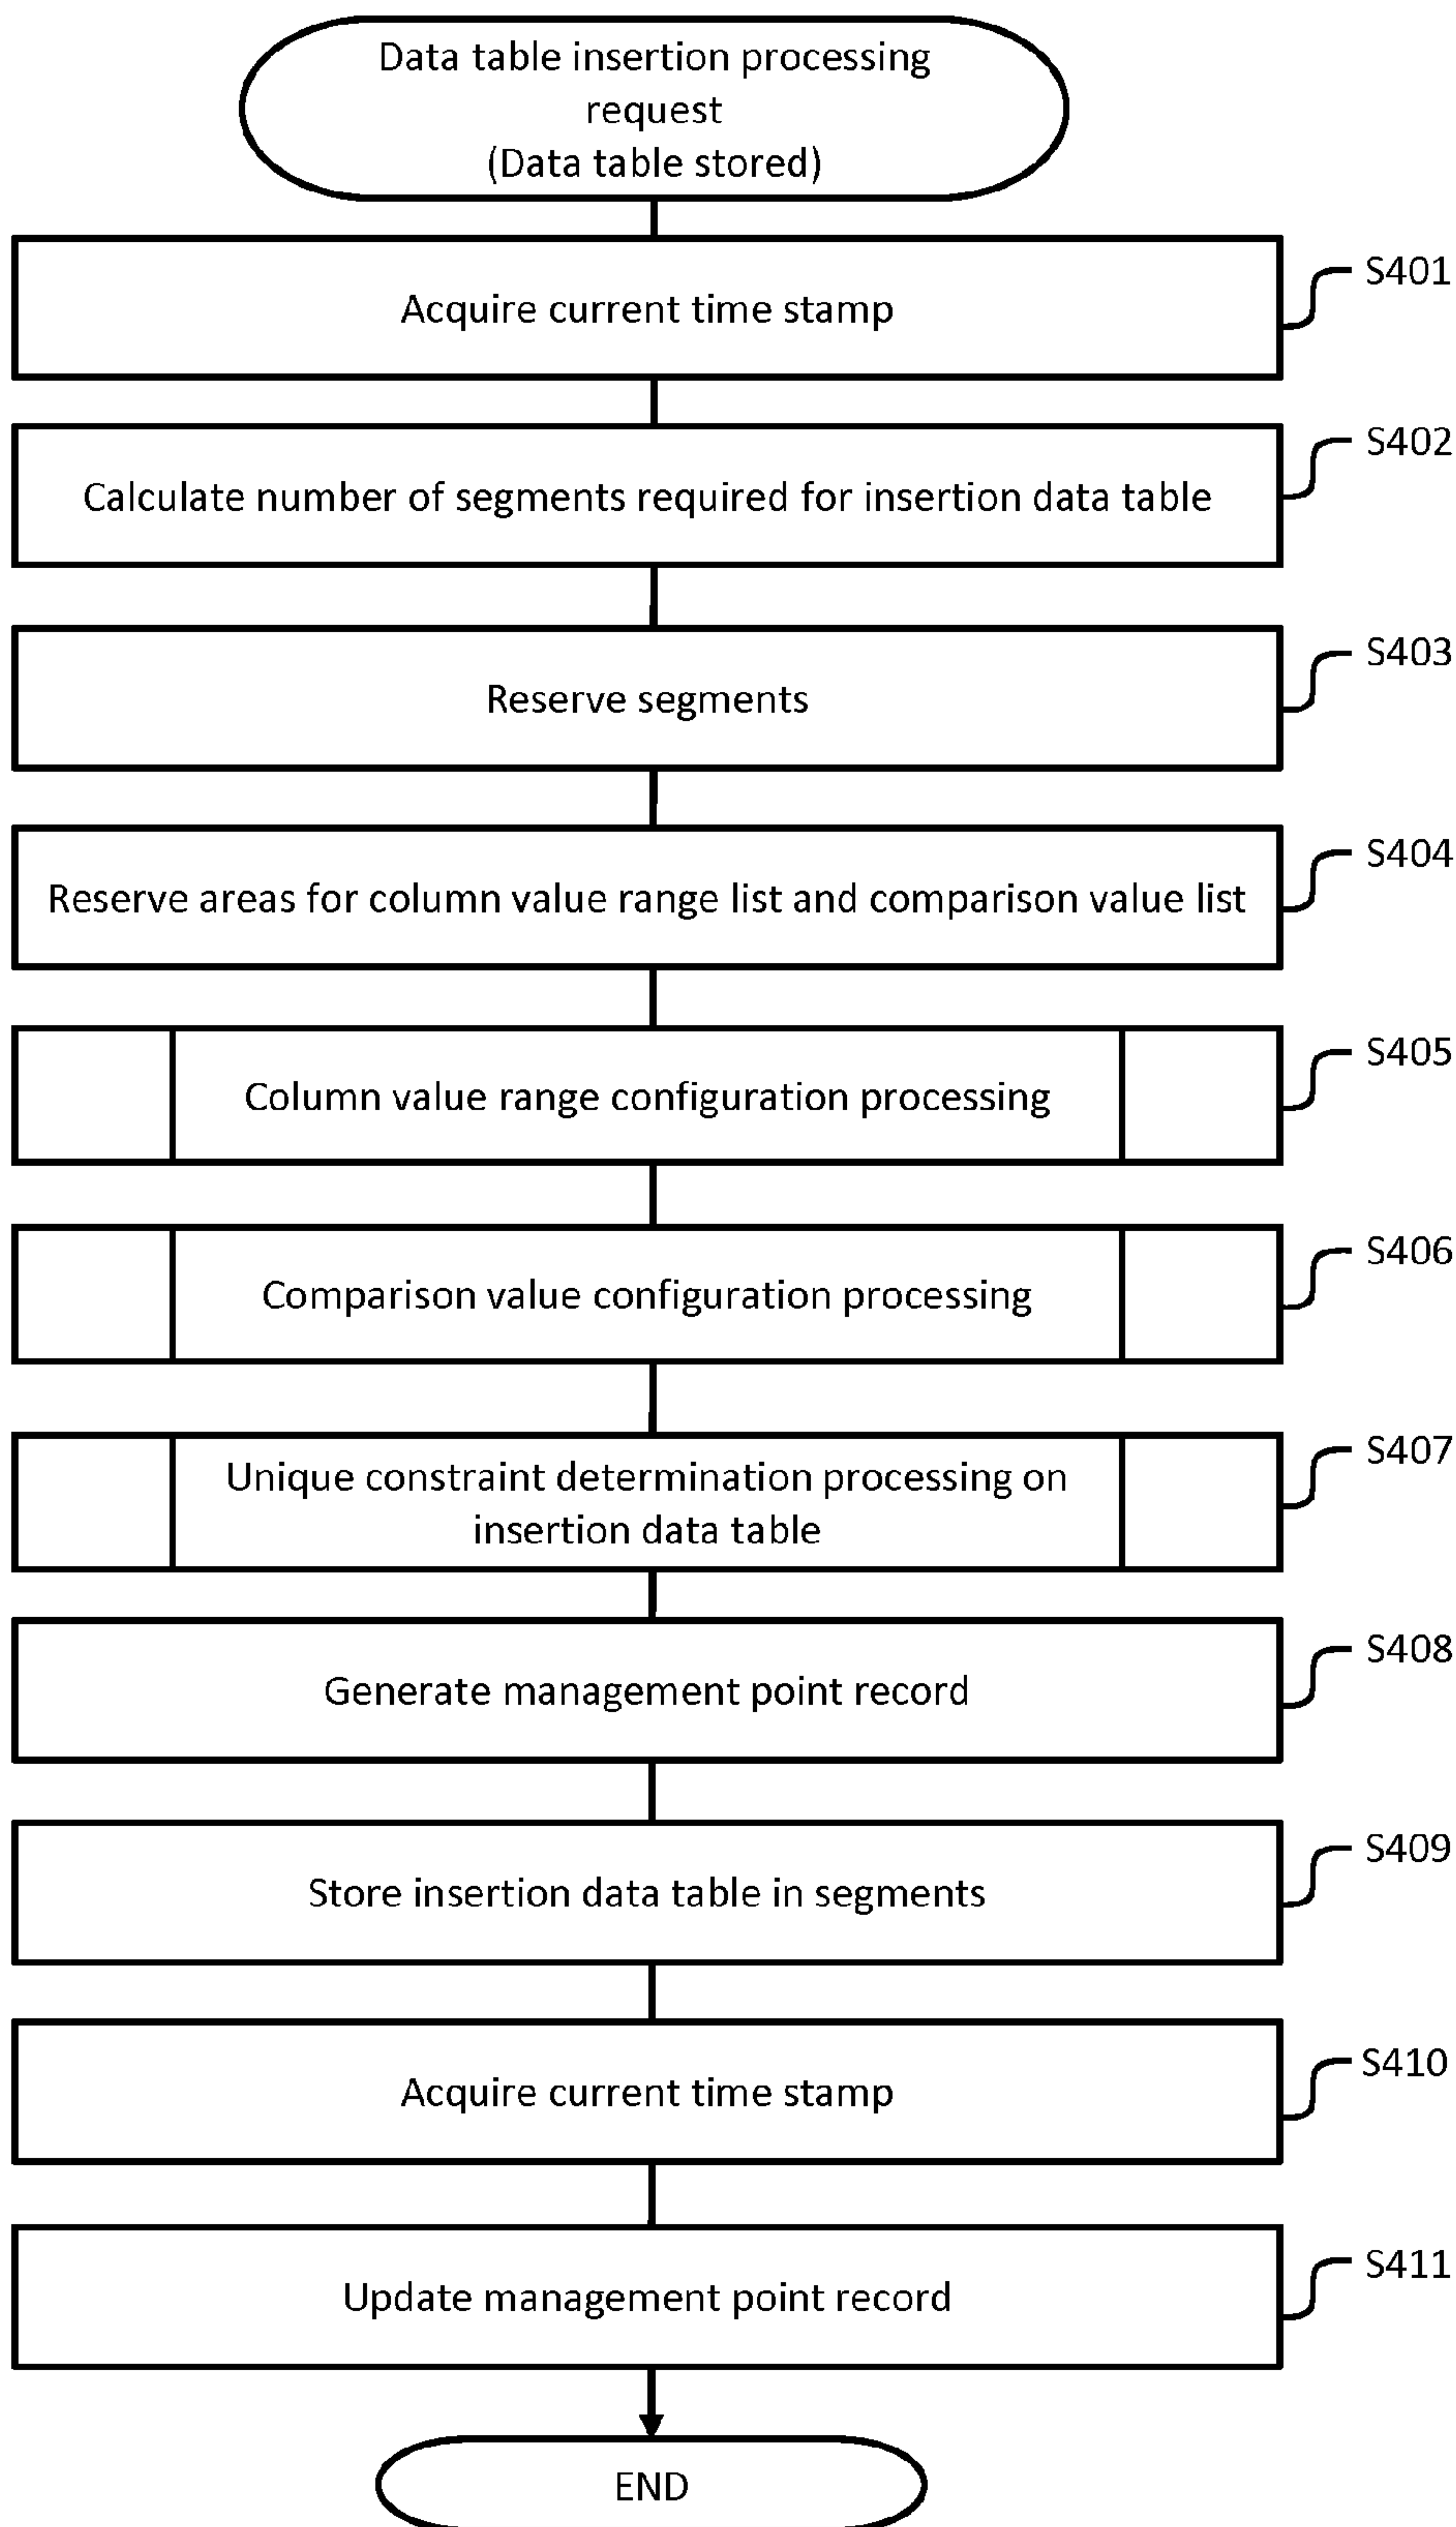 Data table insertion processing
request
(Data table stored)
Acquire current time stamp
S401
Calculate number of segments required for insertion data table
S402
Reserve segments
S403
Reserve areas for column value range list and comparison value list
S404
Column value range configuration processing
S405
Comparison value configuration processing
S406
Unique constraint determination processing on
insertion data table
S407
Generate management point record
S408
Store insertion data table in segments
S409
Acquire current time stamp
S410
Update management point record
S411
END